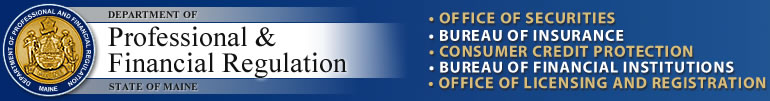 DEPARTMENT OF PROFESSIONAL AND FINANCIAL REGULATION
MAINE
DEPARTMENT OF
Professional &
Financial Regulation
STATE OF MAINE
• OFFICE OF SECURITIES
• BUREAU OF INSURANCE
• CONSUMER CREDIT PROTECTION
• BUREAU OF FINANCIAL INSTITUTIONS
• OFFICE OF LICENSING AND REGISTRATION